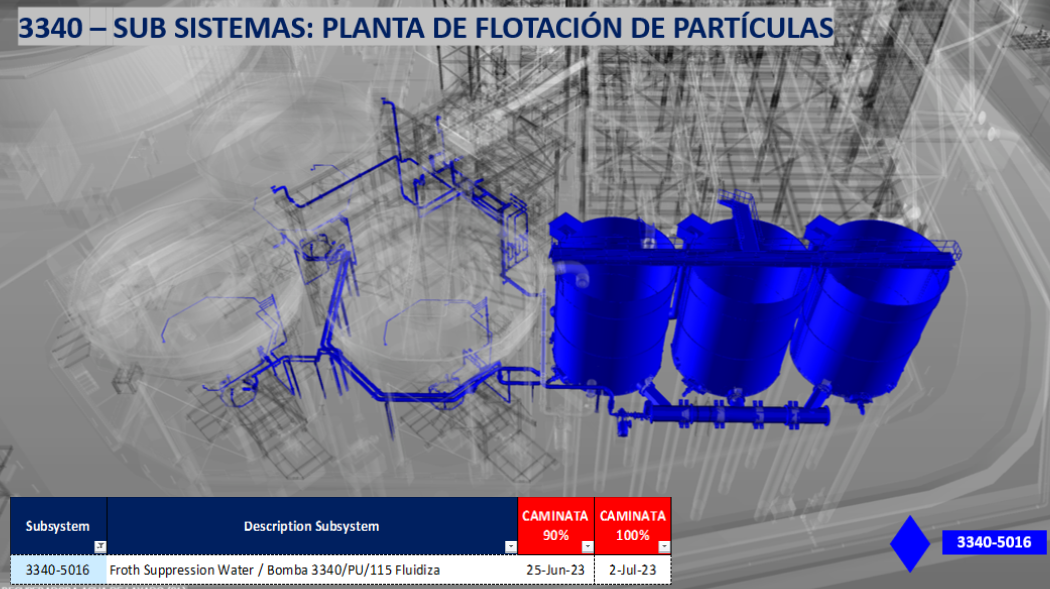 3340 – SUB SISTEMAS: PLANTA DE FLOTACIÓN DE PARTÍCULAS
Subsystem Description Subsystem CAMINATA 90% CAMINATA 100%
3340-5016 Froth Suppression Water / Bomba 3340/PU/115 Fluidiza 25-Jun-23 2-Jul-23
3340-5016